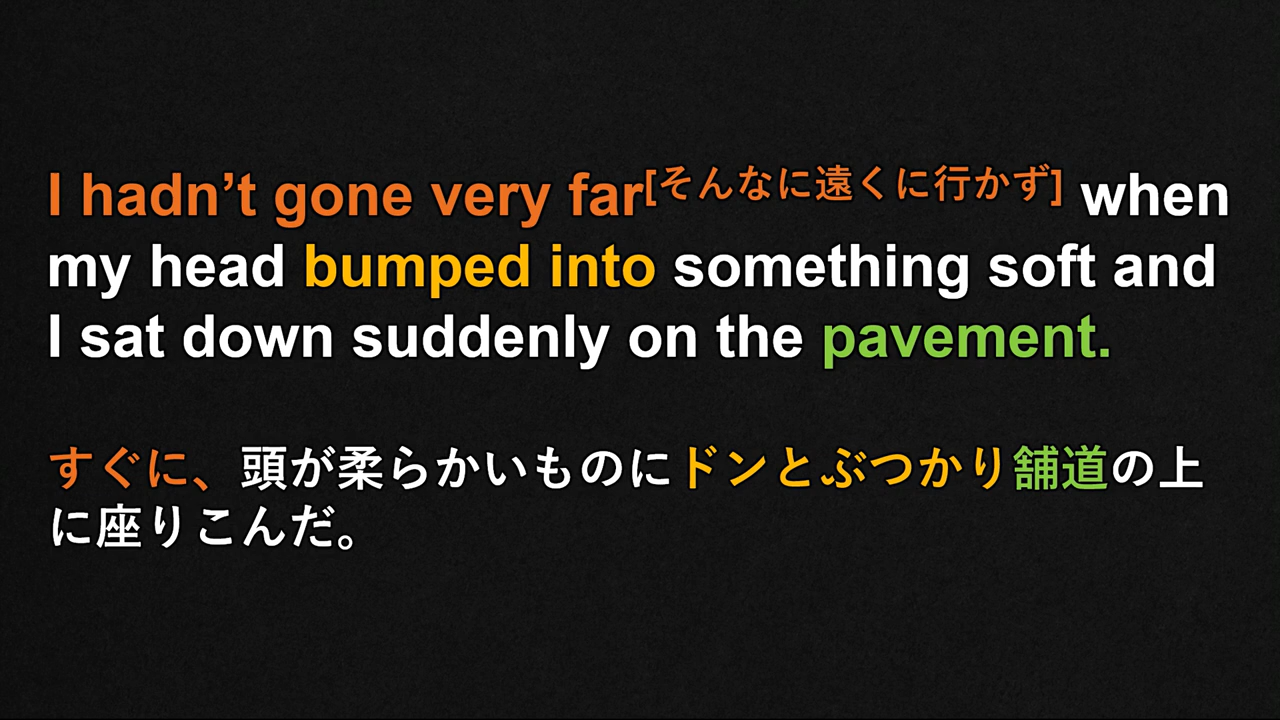 I hadn’t gone very far[そんなに遠くに行かず] when
my head bumped into something soft and
I sat down suddenly on the pavement.
すぐに、頭が柔らかいものにドンとぶつかり舗道の上
に座りこんだ。